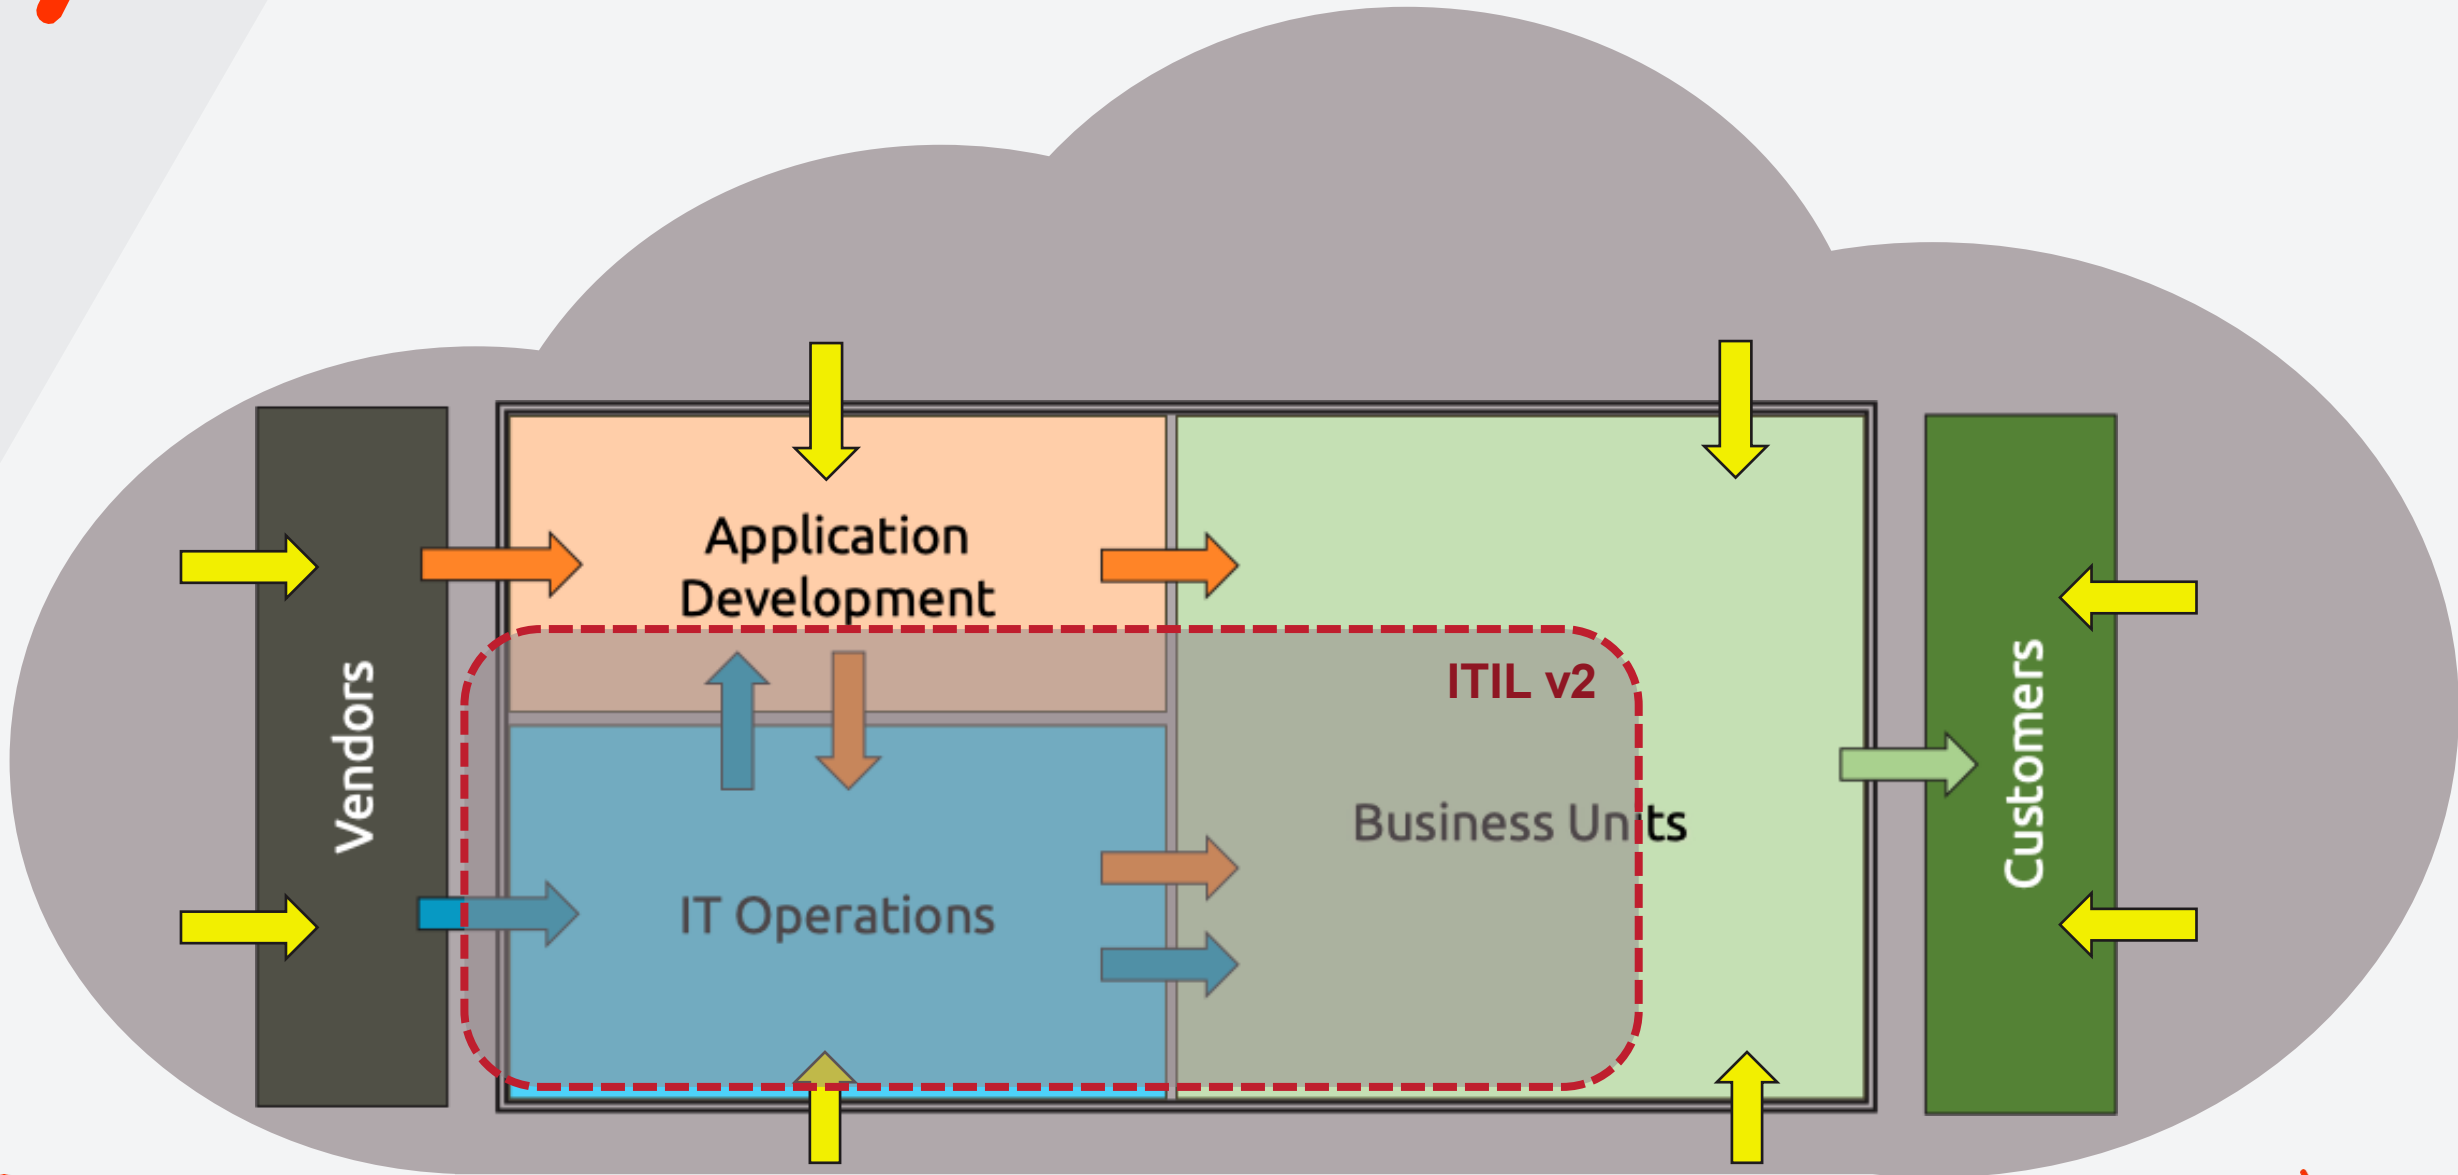 Application
Development
ITIL v2
Vendors
Business Units
Customers
IT Operations